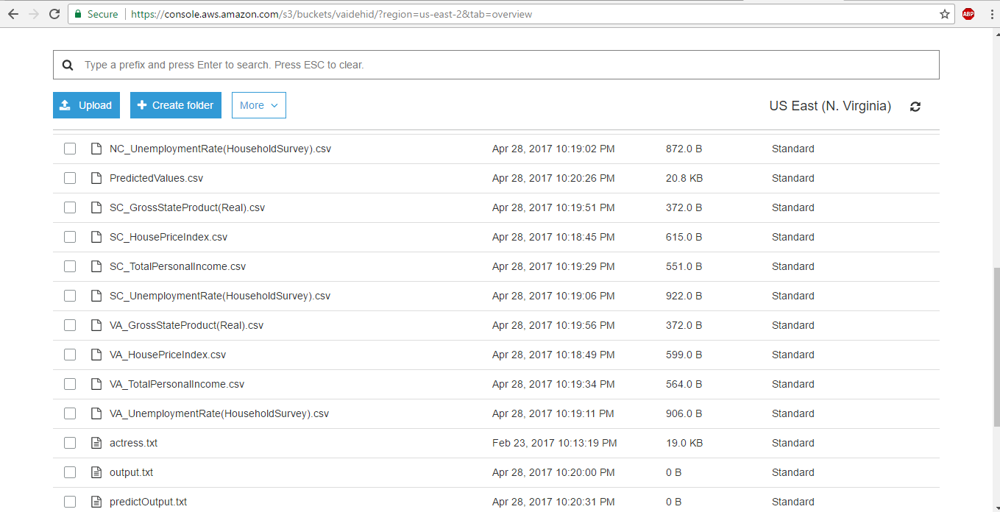 Secure https://console.aws.amazon.com/s3/buckets/vaidehid/?region=us-east-2&tab=overview ABP
Type a prefix and press Enter to search. Press ESC to clear.
Upload Create folder More US East (N. Virginia)
NC_UnemploymentRate(HouseholdSurvey).csv Apr 28, 2017 10:19:02 PM 872.0 B Standard
PredictedValues.csv Apr 28, 2017 10:20:26 PM 20.8 KB Standard
SC_GrossStateProduct(Real).csv Apr 28, 2017 10:19:51 PM 372.0 B Standard
SC_HousePriceIndex.csv Apr 28, 2017 10:18:45 PM 615.0 B Standard
SC_TotalPersonalIncome.csv Apr 28, 2017 10:19:29 PM 551.0 B Standard
SC_UnemploymentRate(HouseholdSurvey).csv Apr 28, 2017 10:19:06 PM 922.0 B Standard
VA_GrossStateProduct(Real).csv Apr 28, 2017 10:19:56 PM 372.0 B Standard
VA_HousePriceIndex.csv Apr 28, 2017 10:18:49 PM 599.0 B Standard
VA_TotalPersonalIncome.csv Apr 28, 2017 10:19:34 PM 564.0 B Standard
VA_UnemploymentRate(HouseholdSurvey).csv Apr 28, 2017 10:19:11 PM 906.0 B Standard
actress.txt Feb 23, 2017 10:13:19 PM 19.0 KB Standard
output.txt Apr 28, 2017 10:20:00 PM 0 B Standard
predictOutput.txt Apr 28, 2017 10:20:31 PM 0 B Standard